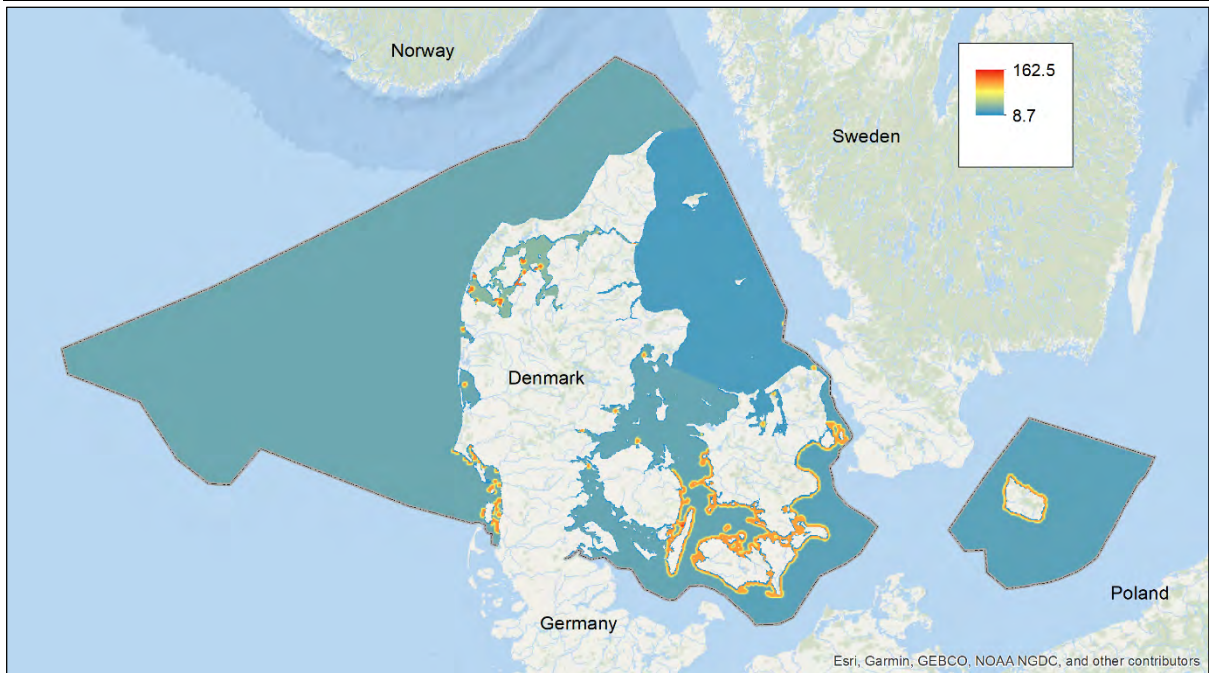 Norway
162.5
8.7
Sweden
Denmark
Poland
Germany
Esri, Garmin, GEBCO, NOAA NGDC, and other contributors